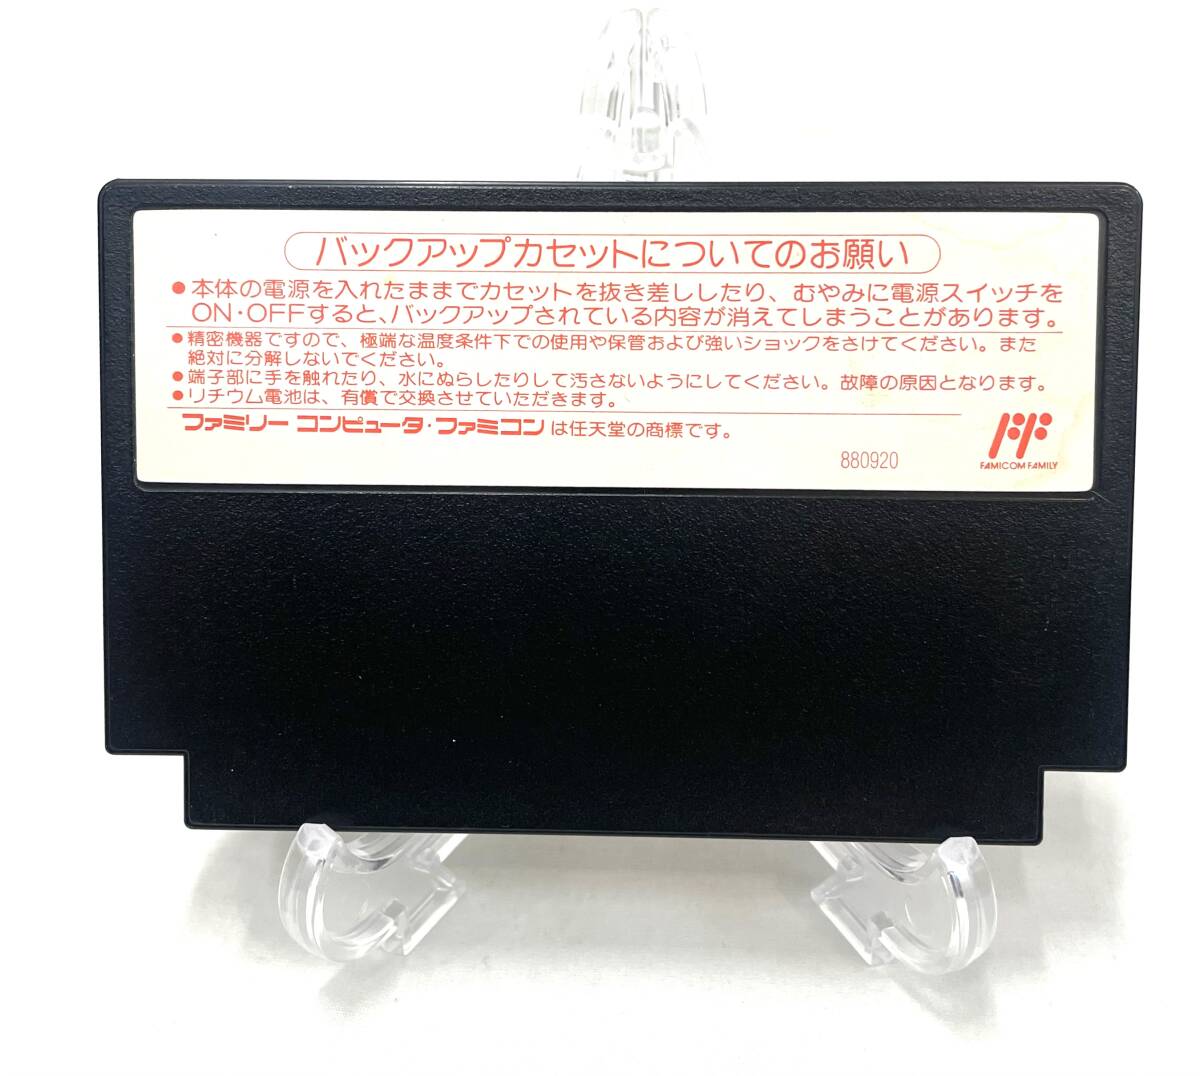 バックアップカセットについてのお願い
●本体の電源を入れたままでカセットを抜き差ししたり、むやみに電源スイッチを
ON・OFFすると、バックアップされている内容が消えてしまうことがあります。
●精密機器ですので、極端な温度条件下での使用や保管および強いショックをさけてください。また
絶対に分解しないでください。
●端子部に手を触れたり、水にぬらしたりして汚さないようにしてください。故障の原因となります。
●リチウム電池は、有償で交換させていただきます。
ファミリー コンピュータ・ファミコンは任天堂の商標です。
880920
FAMICOM FAMILY